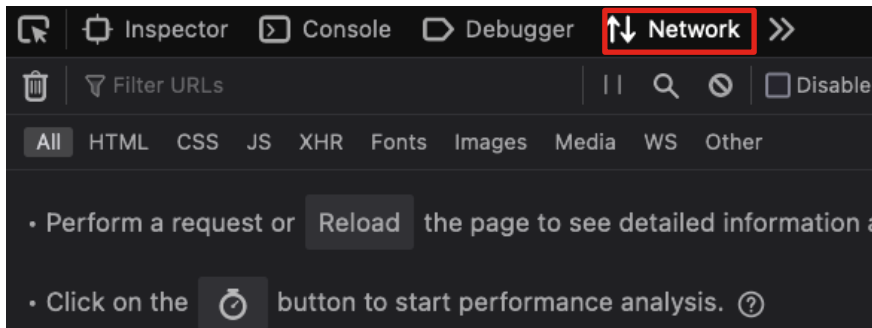 Inspector Console Debugger Network
Filter URLs Disable
All HTML CSS JS XHR Fonts Images Media WS Other
• Perform a request or Reload the page to see detailed information
• Click on the button to start performance analysis.